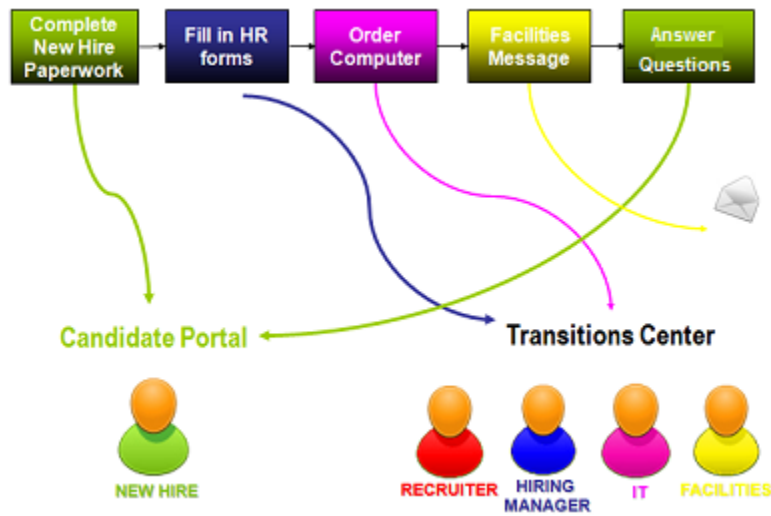 Complete
New Hire
Paperwork
Fill in HR
forms
Order
Computer
Facilities
Message
Answer
Questions
Candidate Portal
Transitions Center
NEW HIRE
RECRUITER
HIRING
MANAGER
IT
FACILITIES